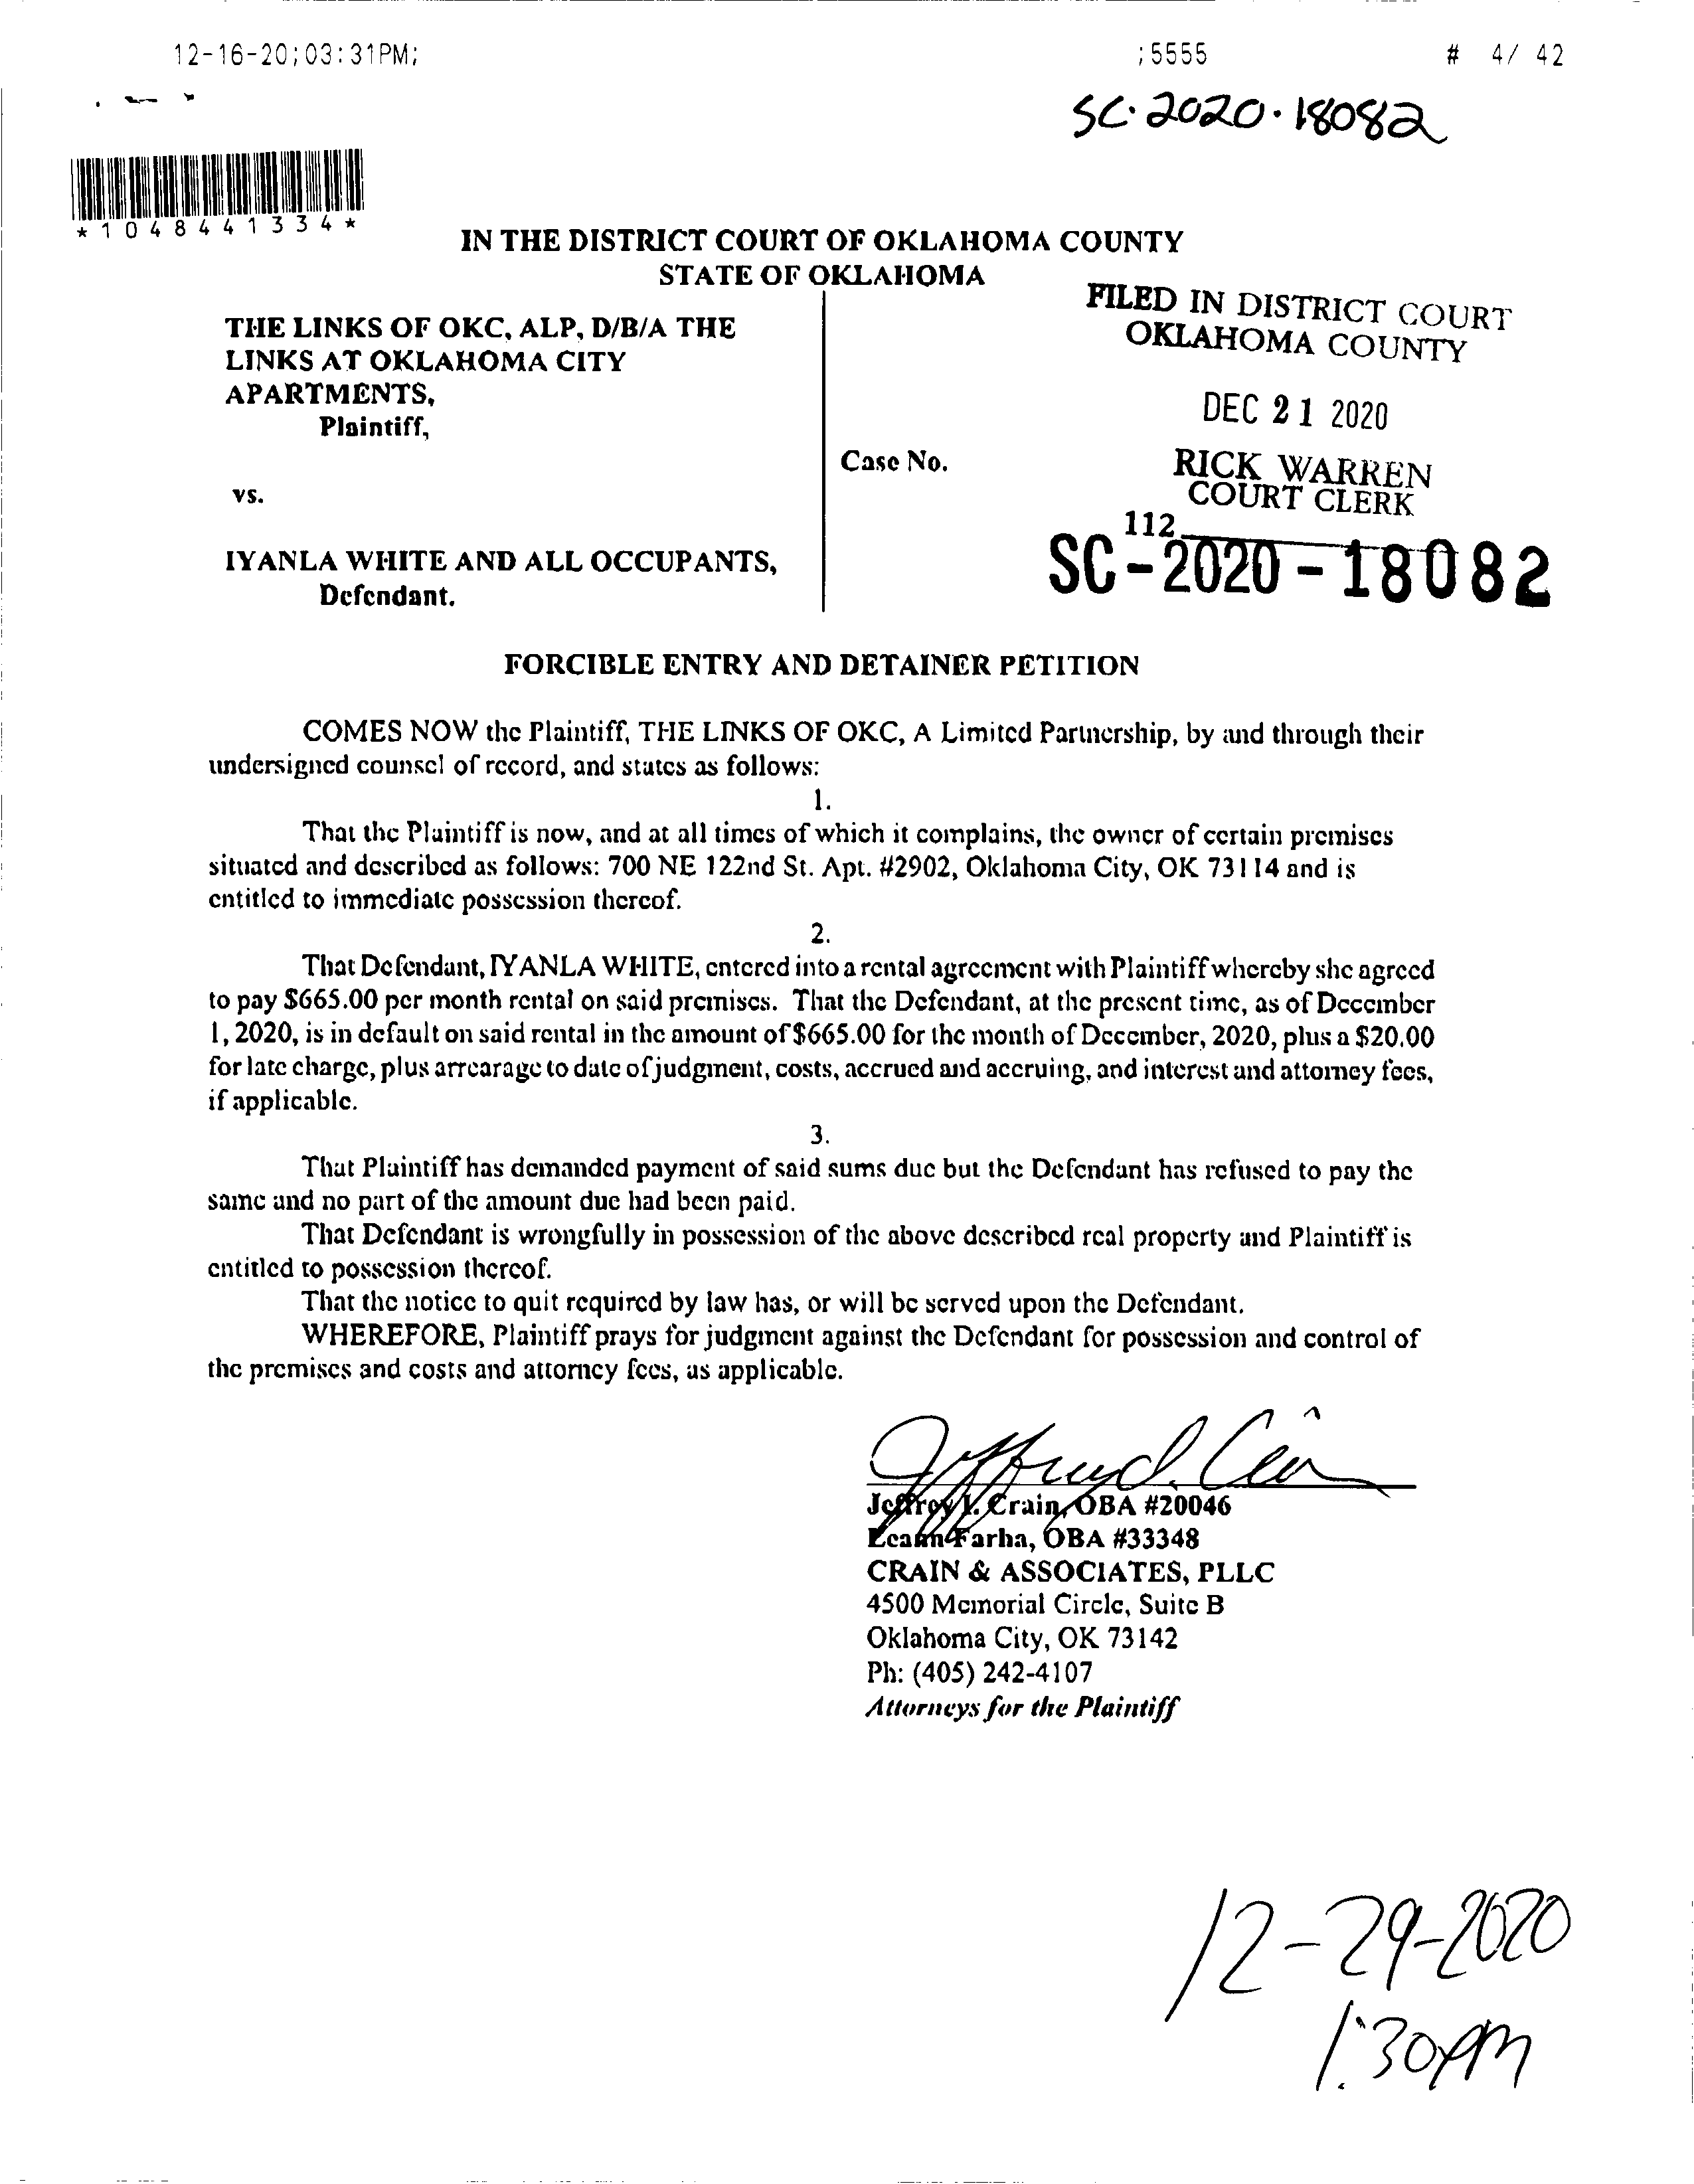 12-16-20;03:31PM; ;5555 # 4/ 42
SC·2020·18082
*1048441334*
IN THE DISTRICT COURT OF OKLAHOMA COUNTY
STATE OF OKLAHOMA
FILED IN DISTRICT COURT
OKLAHOMA COUNTY
DEC 21 2020
RICK WARREN
COURT CLERK
112
SC-2020-18082
THE LINKS OF OKC, ALP, D/B/A THE
LINKS AT OKLAHOMA CITY
APARTMENTS,
Plaintiff,
Case No.
vs.
IYANLA WHITE AND ALL OCCUPANTS,
Defendant.
FORCIBLE ENTRY AND DETAINER PETITION
COMES NOW the Plaintiff, THE LINKS OF OKC, A Limited Partnership, by and through their
undersigned counsel of record, and states as follows:
1.
That the Plaintiff is now, and at all times of which it complains, the owner of certain premises
situated and described as follows: 700 NE 122nd St. Apt. #2902, Oklahoma City, OK 73114 and is
entitled to immediate possession thereof.
2.
That Defendant, IYANLA WHITE, entered into a rental agreement with Plaintiff whereby she agreed
to pay $665.00 per month rental on said premises. That the Defendant, at the present time, as of December
1, 2020, is in default on said rental in the amount of $665.00 for the month of December, 2020, plus a $20.00
for late charge, plus arrearage to date of judgment, costs, accrued and accruing, and interest and attorney fees,
if applicable.
3.
That Plaintiff has demanded payment of said sums due but the Defendant has refused to pay the
same and no part of the amount due had been paid.
That Defendant is wrongfully in possession of the above described real property and Plaintiff is
entitled to possession thereof.
That the notice to quit required by law has, or will be served upon the Defendant.
WHEREFORE, Plaintiff prays for judgment against the Defendant for possession and control of
the premises and costs and attorney fees, as applicable.
Jeffrey I. Crain, OBA #20046
Leann Farha, OBA #33348
CRAIN & ASSOCIATES, PLLC
4500 Memorial Circle, Suite B
Oklahoma City, OK 73142
Ph: (405) 242-4107
Attorneys for the Plaintiff
12-29-2020
1:30pm